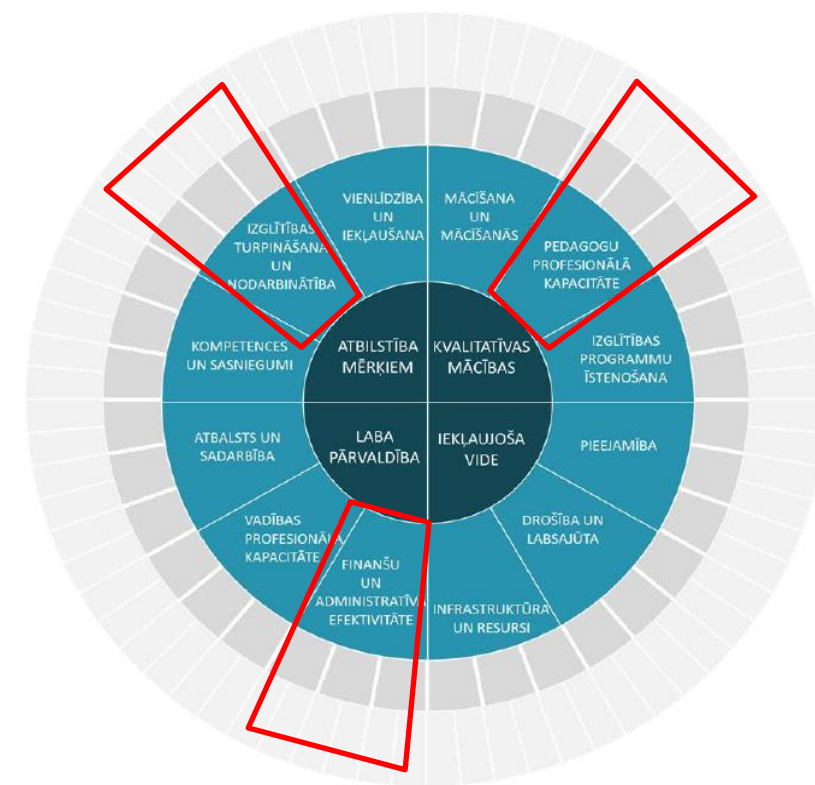 VIENLĪDZĪBA
UN
IEKĻAUŠANA
MĀCĪŠANA
UN
MĀCĪŠANĀS
IZGLĪTĪBAS
TURPINĀŠANA
UN
NODARBINĀTĪBA
PEDAGOGU
PROFESIONĀLĀ
KAPACITĀTE
KOMPETENCES
UN SASNIEGUMI
ATBILSTĪBA
MĒRĶIEM
KVALITATĪVAS
MĀCĪBAS
IZGLĪTĪBAS
PROGRAMMU
ĪSTENOŠANA
ATBALSTS UN
SADARBĪBA
LABA
PĀRVALDĪBA
IEKĻAUJOŠA
VIDE
PIEEJAMĪBA
VADĪBAS
PROFESIONĀLĀ
KAPACITĀTE
DROŠĪBA UN
LABSAJŪTA
FINANŠU
UN
ADMINISTRATĪVĀ
EFEKTIVITĀTE
INFRASTRUKTŪRA
UN RESURSI